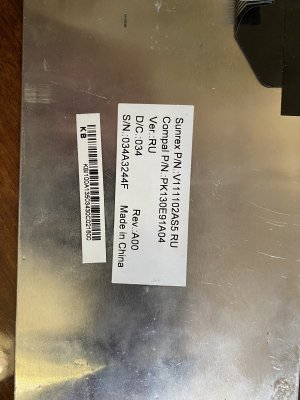 Sunrex P/N:V111102AS5 RU
Compal P/N:PK130E91A04
Ver.:RU
D/C:034 Rev.:A00
S/N.:034A3244F Made in China
KB